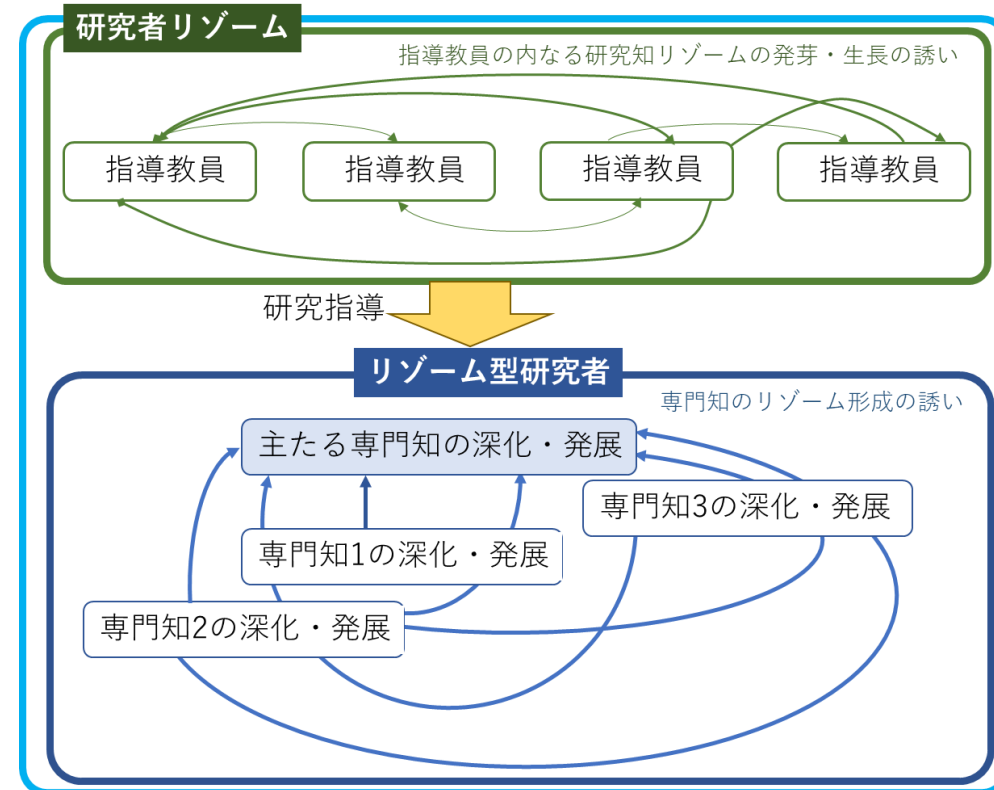 研究者リゾーム
指導教員の内なる研究知リゾームの発芽・生長の誘い
指導教員
指導教員
指導教員
指導教員
研究指導
リゾーム型研究者
専門知のリゾーム形成の誘い
主たる専門知の深化・発展
専門知3の深化・発展
専門知1の深化・発展
専門知2の深化・発展